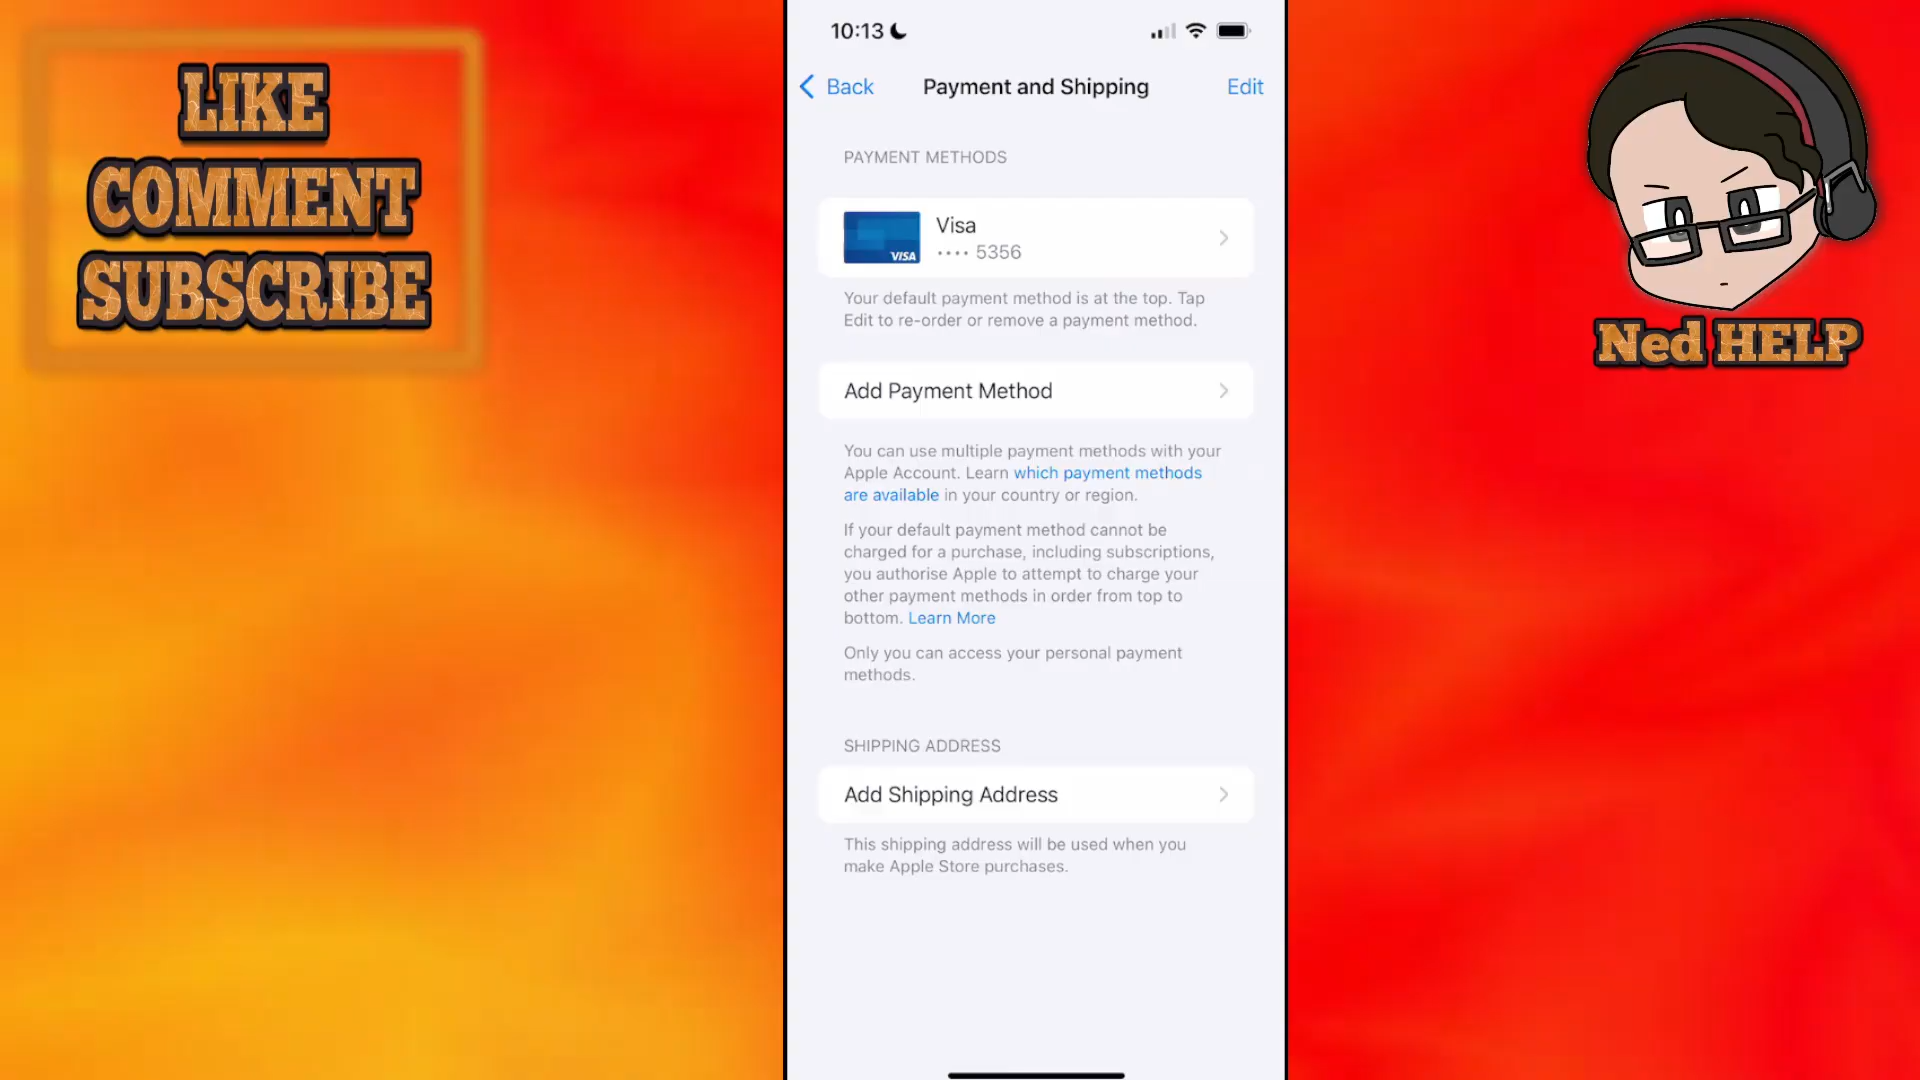 LIKE
COMMENT
SUBSCRIBE
10:13
Back
Payment and Shipping
Edit
PAYMENT METHODS
VISA
Visa
•••• 5356
Your default payment method is at the top. Tap
Edit to re-order or remove a payment method.
Add Payment Method
You can use multiple payment methods with your
Apple Account. Learn which payment methods
are available in your country or region.
If your default payment method cannot be
charged for a purchase, including subscriptions,
you authorise Apple to attempt to charge your
other payment methods in order from top to
bottom. Learn More
Only you can access your personal payment
methods.
SHIPPING ADDRESS
Add Shipping Address
This shipping address will be used when you
make Apple Store purchases.
Ned HELP